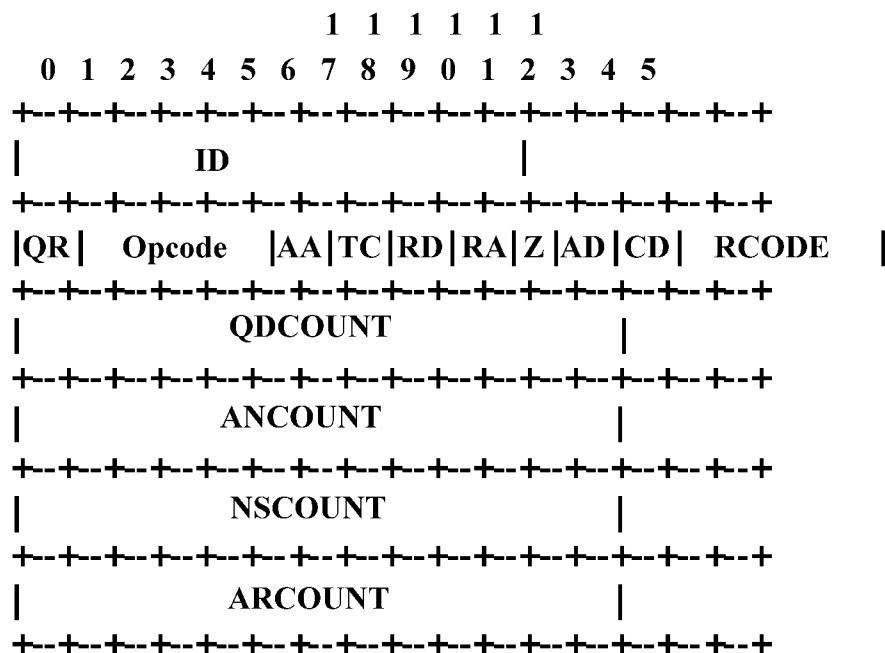 1 1 1 1 1 1
0 1 2 3 4 5 6 7 8 9 0 1 2 3 4 5
+--+--+--+--+--+--+--+--+--+--+--+--+--+--+--+--+
| ID |
+--+--+--+--+--+--+--+--+--+--+--+--+--+--+--+--+
|QR| Opcode |AA|TC|RD|RA|Z|AD|CD| RCODE |
+--+--+--+--+--+--+--+--+--+--+--+--+--+--+--+--+
| QDCOUNT |
+--+--+--+--+--+--+--+--+--+--+--+--+--+--+--+--+
| ANCOUNT |
+--+--+--+--+--+--+--+--+--+--+--+--+--+--+--+--+
| NSCOUNT |
+--+--+--+--+--+--+--+--+--+--+--+--+--+--+--+--+
| ARCOUNT |
+--+--+--+--+--+--+--+--+--+--+--+--+--+--+--+--+